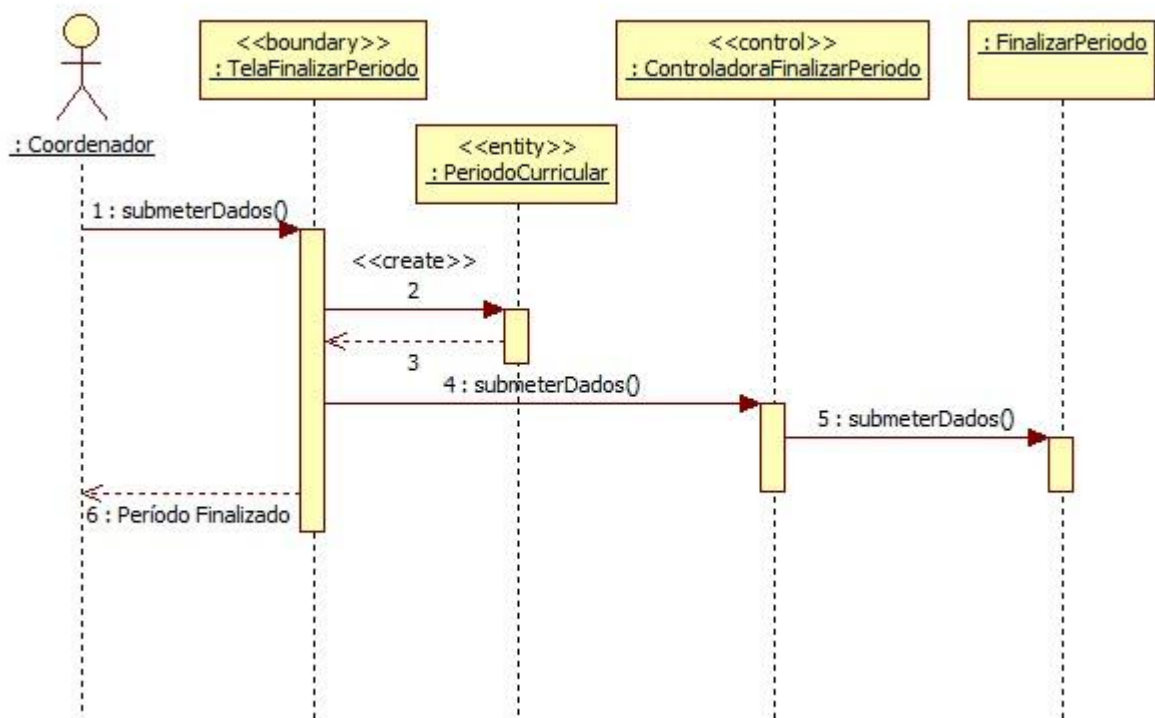 <<boundary>>
: TelaFinalizarPeriodo
<<control>>
: ControladoraFinalizarPeriodo
: FinalizarPeriodo
: Coordenador
<<entity>>
: PeriodoCurricular
1 : submeterDados()
<<create>>
2
3
4 : submeterDados()
5 : submeterDados()
6 : Período Finalizado